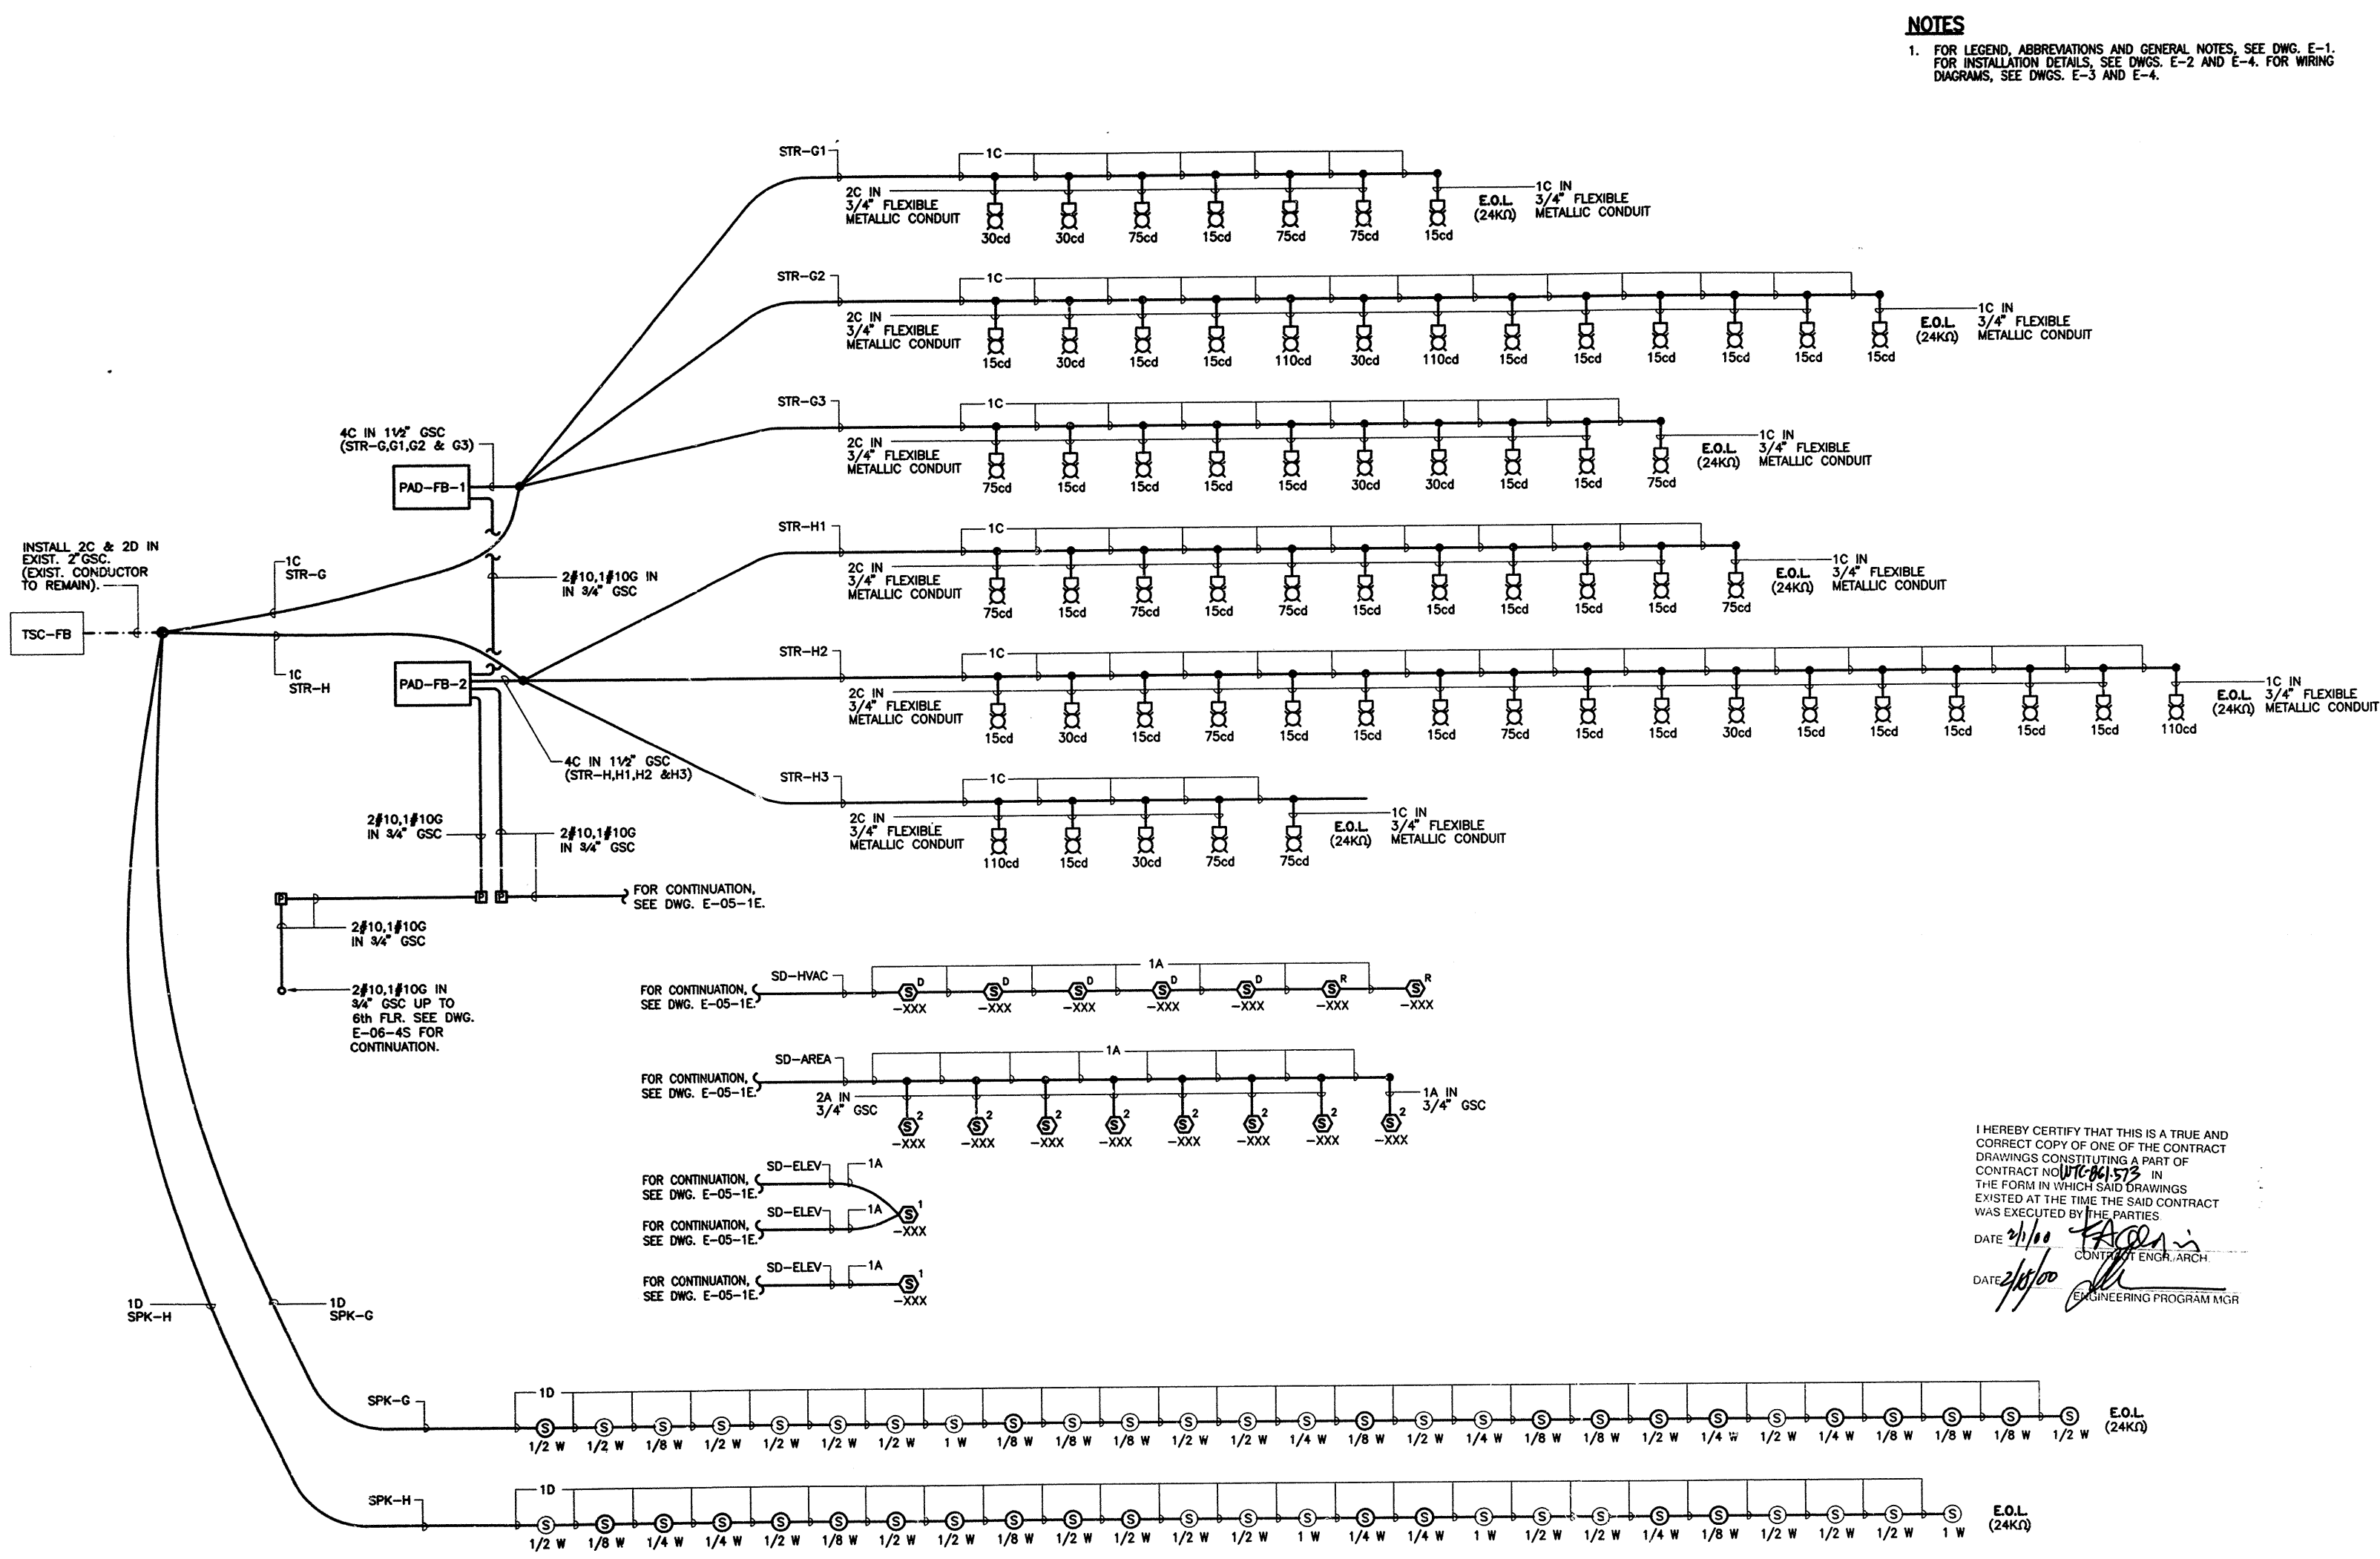 NOTES
1. FOR LEGEND, ABBREVIATIONS AND GENERAL NOTES, SEE DWG. E-1.
FOR INSTALLATION DETAILS, SEE DWGS. E-2 AND E-4. FOR WIRING
DIAGRAMS, SEE DWGS. E-3 AND E-4.
STR-G1
1C
2C IN
3/4" FLEXIBLE
METALLIC CONDUIT
30cd 30cd 75cd 15cd 75cd 75cd 15cd
E.O.L.
(24KΩ)
1C IN
3/4" FLEXIBLE
METALLIC CONDUIT
STR-G2
1C
2C IN
3/4" FLEXIBLE
METALLIC CONDUIT
15cd 30cd 15cd 15cd 110cd 30cd 110cd 15cd 15cd 15cd 15cd 15cd 15cd
E.O.L.
(24KΩ)
1C IN
3/4" FLEXIBLE
METALLIC CONDUIT
STR-G3
1C
2C IN
3/4" FLEXIBLE
METALLIC CONDUIT
75cd 15cd 15cd 15cd 15cd 30cd 30cd 15cd 15cd 75cd
E.O.L.
(24KΩ)
1C IN
3/4" FLEXIBLE
METALLIC CONDUIT
4C IN 1½" GSC
(STR-G,G1,G2 & G3)
PAD-FB-1
STR-H1
1C
2C IN
3/4" FLEXIBLE
METALLIC CONDUIT
75cd 15cd 75cd 15cd 75cd 15cd 15cd 15cd 15cd 15cd 75cd
E.O.L.
(24KΩ)
1C IN
3/4" FLEXIBLE
METALLIC CONDUIT
INSTALL 2C & 2D IN
EXIST. 2"GSC.
(EXIST. CONDUCTOR
TO REMAIN).
1C
STR-G
2#10,1#10G IN
IN 3/4" GSC
TSC-FB
1C
STR-H
PAD-FB-2
STR-H2
1C
2C IN
3/4" FLEXIBLE
METALLIC CONDUIT
15cd 30cd 15cd 75cd 15cd 15cd 15cd 75cd 15cd 15cd 30cd 15cd 15cd 15cd 15cd 15cd 110cd
E.O.L.
(24KΩ)
1C IN
3/4" FLEXIBLE
METALLIC CONDUIT
4C IN 1½" GSC
(STR-H,H1,H2 &H3)
STR-H3
1C
2C IN
3/4" FLEXIBLE
METALLIC CONDUIT
110cd 15cd 30cd 75cd 75cd
E.O.L.
(24KΩ)
1C IN
3/4" FLEXIBLE
METALLIC CONDUIT
2#10,1#10G
IN 3/4" GSC
2#10,1#10G
IN 3/4" GSC
P P P
FOR CONTINUATION,
SEE DWG. E-05-1E.
2#10,1#10G
IN 3/4" GSC
2#10,1#10G IN
3/4" GSC UP TO
6th FLR. SEE DWG.
E-06-4S FOR
CONTINUATION.
SD-HVAC
1A
FOR CONTINUATION,
SEE DWG. E-05-1E.
S D S D S D S D S D S R S R
-XXX -XXX -XXX -XXX -XXX -XXX -XXX
SD-AREA
1A
FOR CONTINUATION,
SEE DWG. E-05-1E.
2A IN
3/4" GSC
1A IN
3/4" GSC
S 2 S 2 S 2 S 2 S 2 S 2 S 2 S 2
-XXX -XXX -XXX -XXX -XXX -XXX -XXX -XXX
SD-ELEV 1A
FOR CONTINUATION,
SEE DWG. E-05-1E.
SD-ELEV 1A
S 1
-XXX
FOR CONTINUATION,
SEE DWG. E-05-1E.
SD-ELEV 1A
FOR CONTINUATION,
SEE DWG. E-05-1E.
S 1
-XXX
I HEREBY CERTIFY THAT THIS IS A TRUE AND
CORRECT COPY OF ONE OF THE CONTRACT
DRAWINGS CONSTITUTING A PART OF
CONTRACT NO WTC-861.573 IN
THE FORM IN WHICH SAID DRAWINGS
EXISTED AT THE TIME THE SAID CONTRACT
WAS EXECUTED BY THE PARTIES
DATE 2/1/00
CONTRACT ENGR./ARCH.
DATE 2/15/00
ENGINEERING PROGRAM MGR
1D
SPK-H
1D
SPK-G
SPK-G
1D
S S S S S S S S S S S S S S S S S S S S S S S S S S S
1/2 W 1/2 W 1/8 W 1/2 W 1/2 W 1/2 W 1/2 W 1 W 1/8 W 1/8 W 1/8 W 1/2 W 1/2 W 1/4 W 1/8 W 1/2 W 1/4 W 1/8 W 1/8 W 1/2 W 1/4 W 1/2 W 1/4 W 1/8 W 1/8 W 1/8 W 1/2 W
E.O.L.
(24KΩ)
SPK-H
1D
S S S S S S S S S S S S S S S S S S S S S S S S S
1/2 W 1/8 W 1/4 W 1/4 W 1/2 W 1/8 W 1/2 W 1/2 W 1/8 W 1/2 W 1/2 W 1/2 W 1/2 W 1 W 1/4 W 1/4 W 1 W 1/2 W 1/2 W 1/4 W 1/8 W 1/2 W 1/2 W 1/2 W 1 W
E.O.L.
(24KΩ)